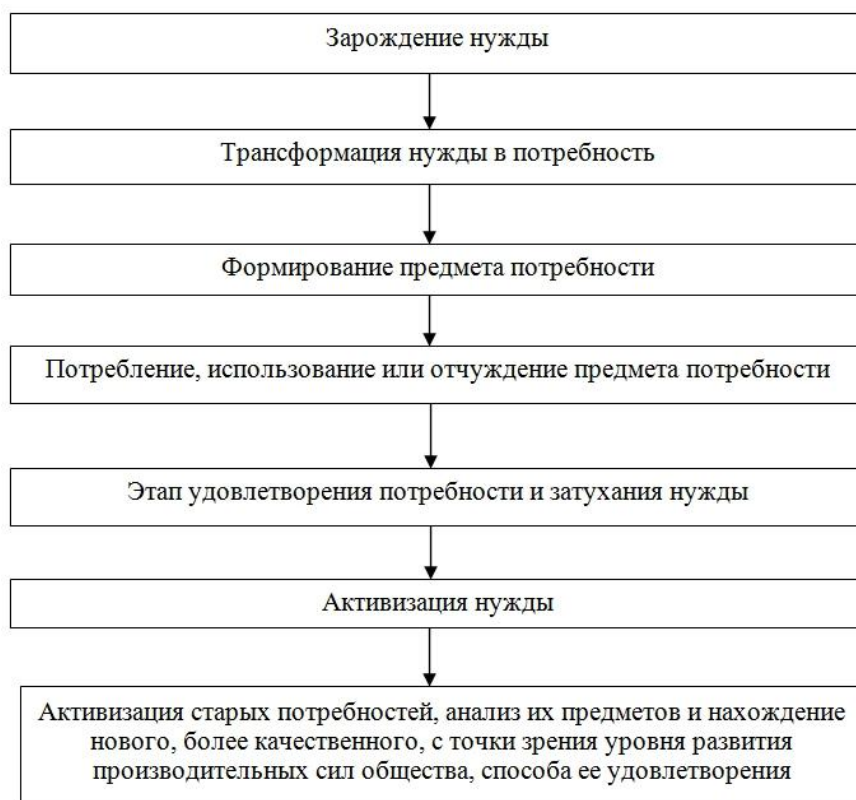 Зарождение нужды
Трансформация нужды в потребность
Формирование предмета потребности
Потребление, использование или отчуждение предмета потребности
Этап удовлетворения потребности и затухания нужды
Активизация нужды
Активизация старых потребностей, анализ их предметов и нахождение
нового, более качественного, с точки зрения уровня развития
производительных сил общества, способа ее удовлетворения